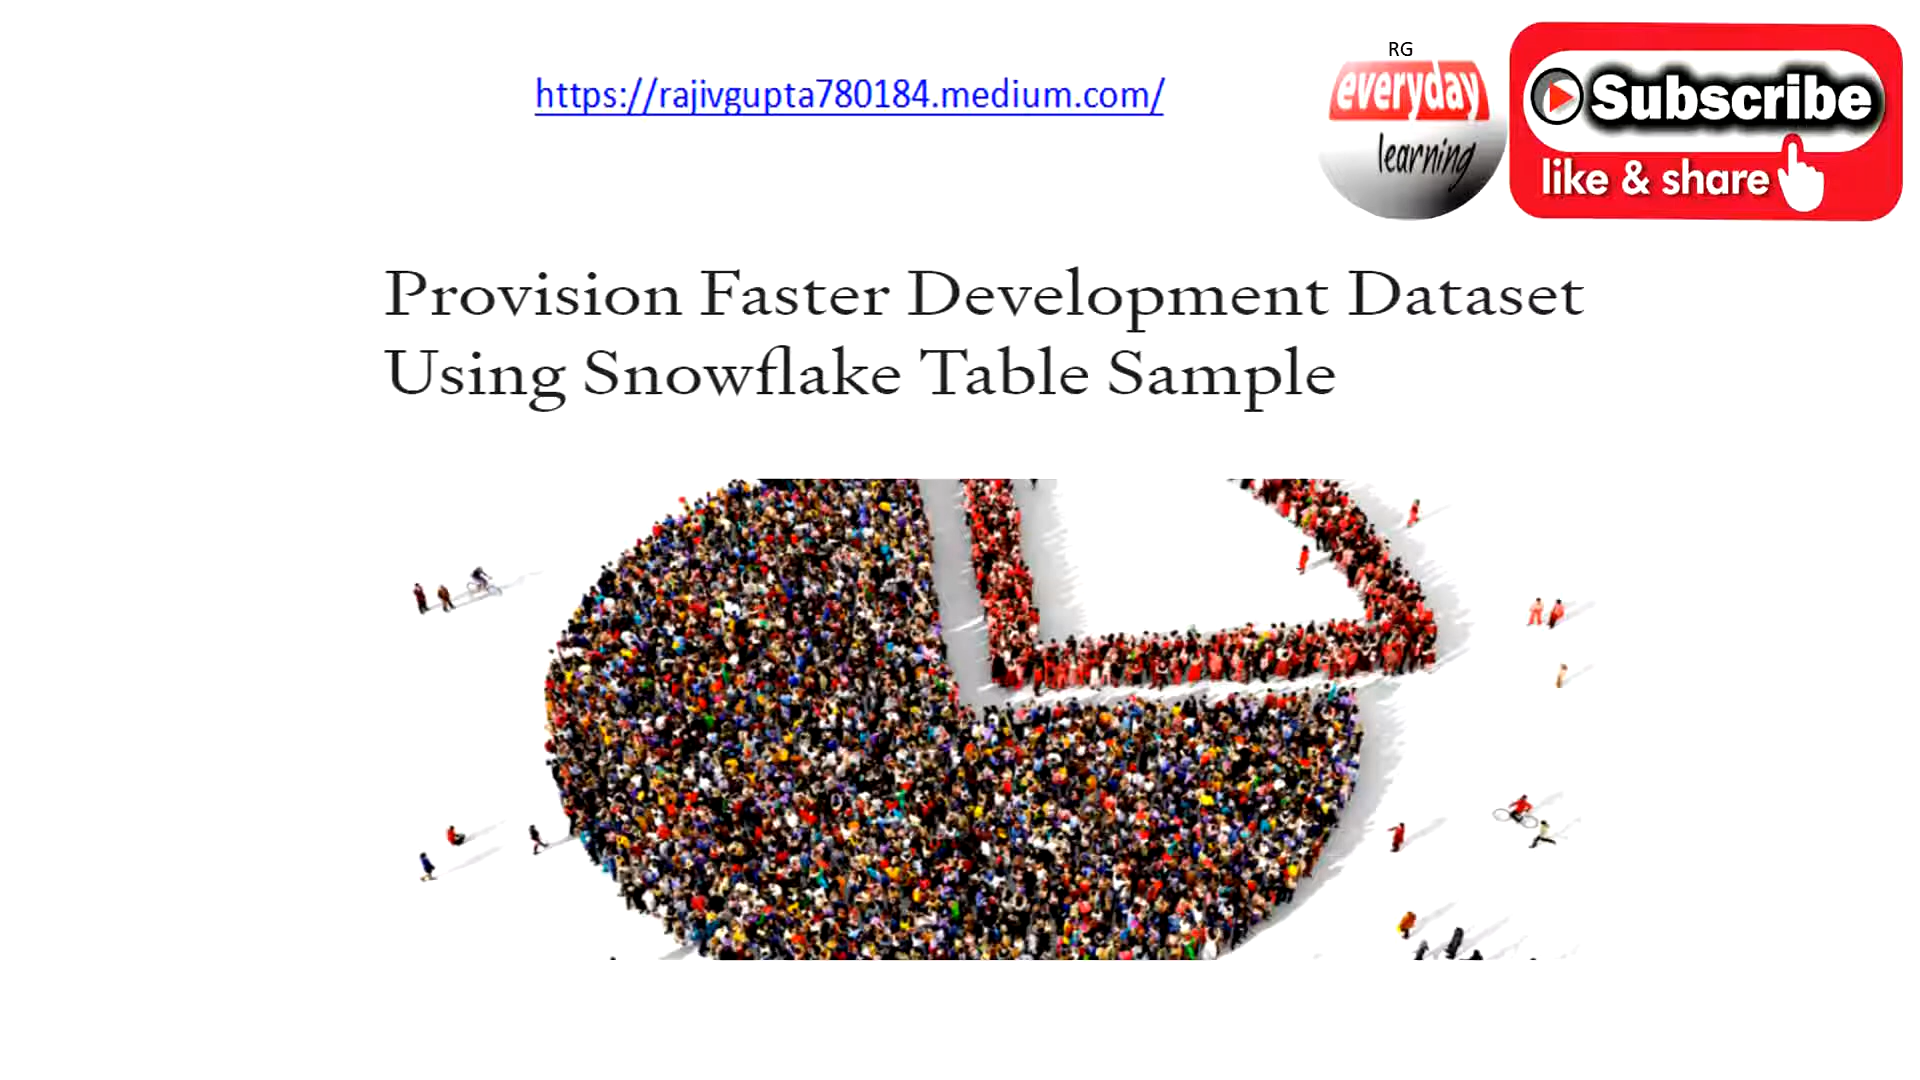 https://rajivgupta780184.medium.com/
RG
everyday
learning
Subscribe
like & share
Provision Faster Development Dataset
Using Snowflake Table Sample